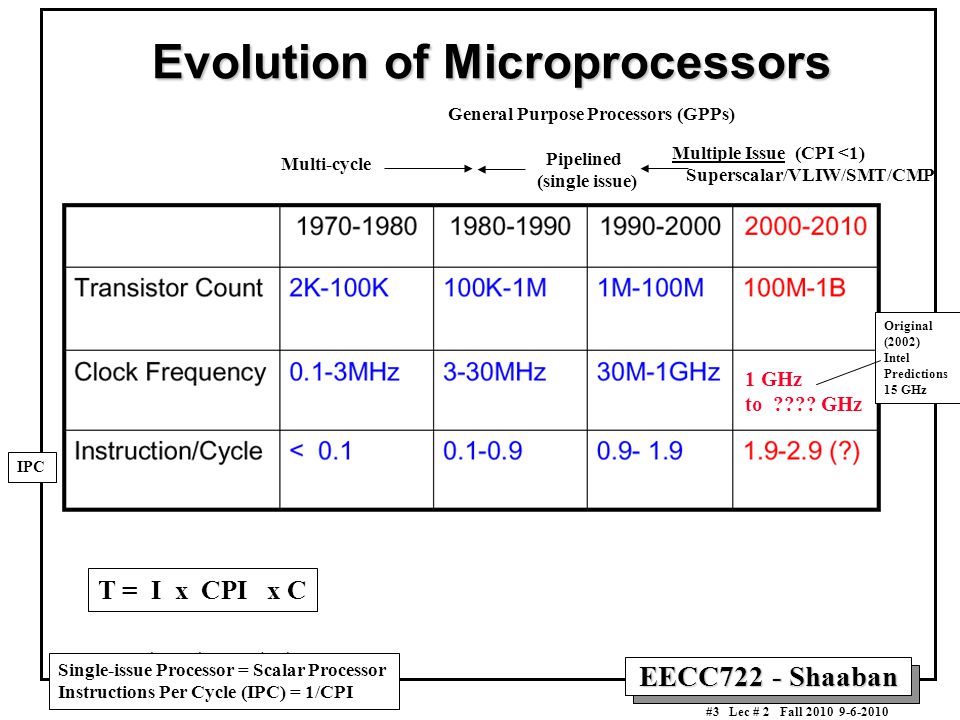 Evolution of Microprocessors
General Purpose Processors (GPPs)
Multi-cycle
Pipelined
(single issue)
Multiple Issue (CPI <1)
Superscalar/VLIW/SMT/CMP
1970-1980 1980-1990 1990-2000 2000-2010
Transistor Count 2K-100K 100K-1M 1M-100M 100M-1B
Clock Frequency 0.1-3MHz 3-30MHz 30M-1GHz 1 GHz
to ???? GHz
Original
(2002)
Intel
Predictions
15 GHz
Instruction/Cycle < 0.1 0.1-0.9 0.9- 1.9 1.9-2.9 (?)
IPC
T = I x CPI x C
Single-issue Processor = Scalar Processor
Instructions Per Cycle (IPC) = 1/CPI
EECC722 - Shaaban
#3 Lec # 2 Fall 2010 9-6-2010